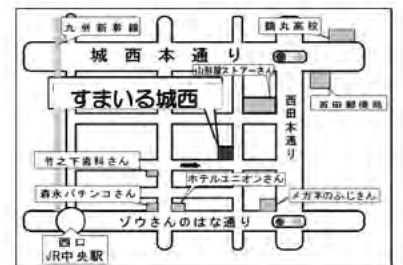 九州新幹線
鶴丸高校
城西本通り
山形屋ストアーさん
すまいる城西
西田本通り
西田郵便局
竹之下歯科さん
ホテルユニオンさん
森永パチンコさん
メガネのふじさん
ゾウさんのはな通り
西口
JR中央駅